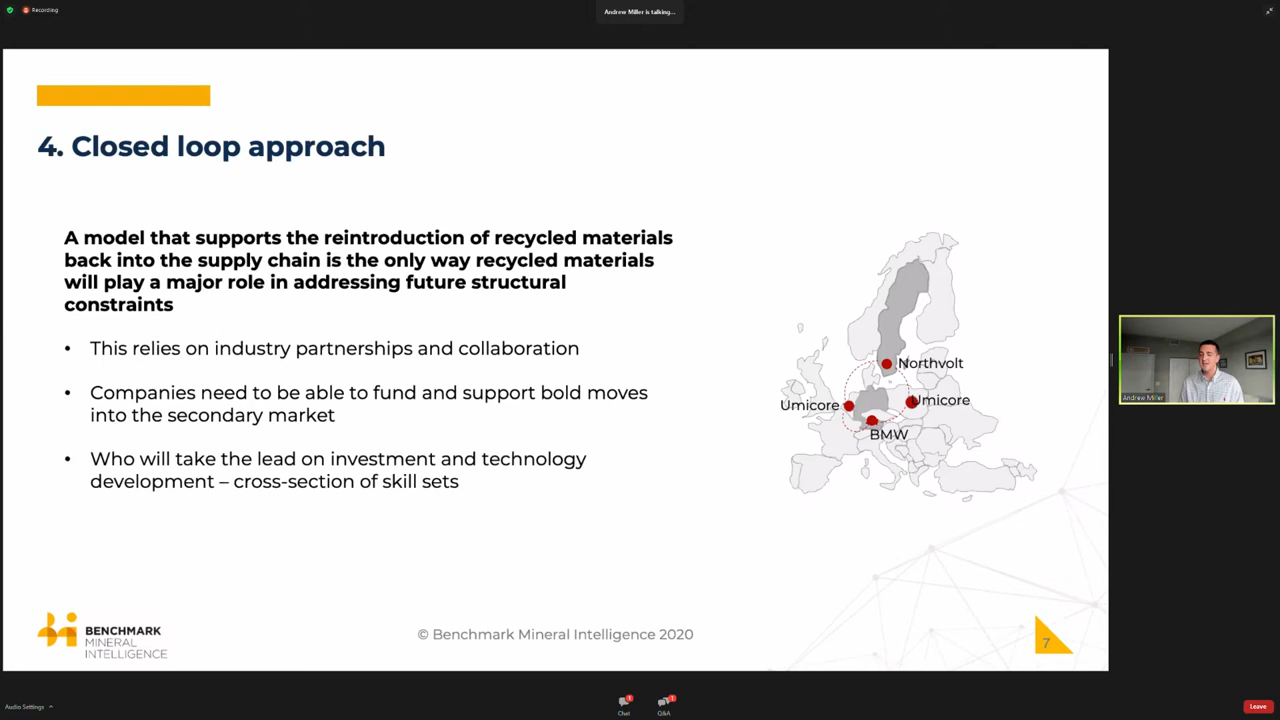 Recording
Andrew Miller is talking...
4. Closed loop approach
A model that supports the reintroduction of recycled materials
back into the supply chain is the only way recycled materials
will play a major role in addressing future structural
constraints
• This relies on industry partnerships and collaboration
• Companies need to be able to fund and support bold moves
into the secondary market
• Who will take the lead on investment and technology
development – cross-section of skill sets
Northvolt
Umicore
Umicore
BMW
Andrew Miller
BENCHMARK
MINERAL
INTELLIGENCE
© Benchmark Mineral Intelligence 2020
7
Audio Settings
1
Chat
1
Q&A
Leave